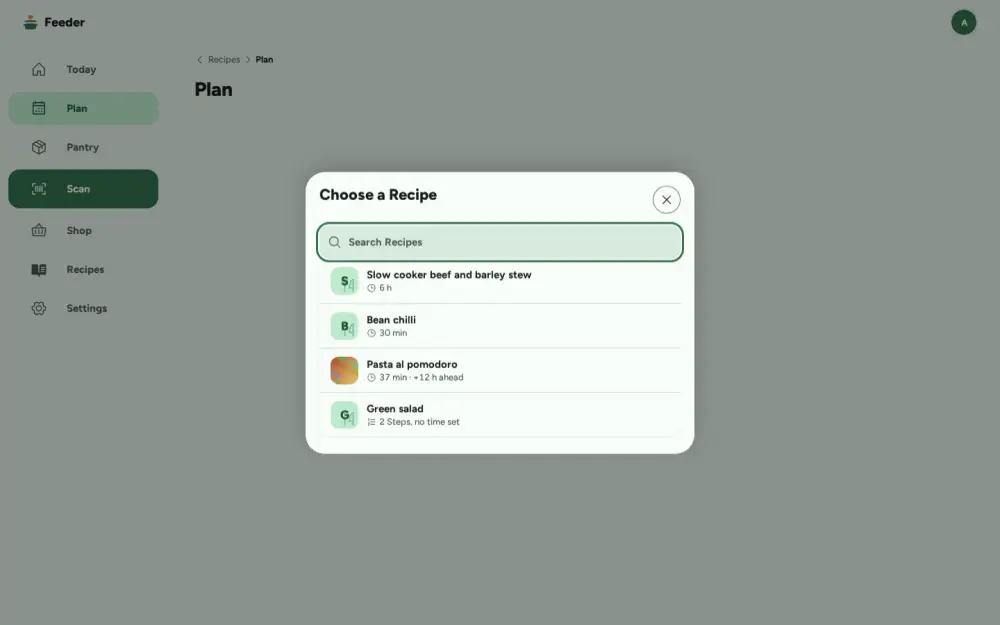 Feeder
A
Today
Plan
Pantry
Scan
Shop
Recipes
Settings
Recipes > Plan
Plan
Choose a Recipe
Search Recipes
S
Slow cooker beef and barley stew
6 h
B
Bean chilli
30 min
Pasta al pomodoro
37 min · +12 h ahead
G
Green salad
2 Steps, no time set